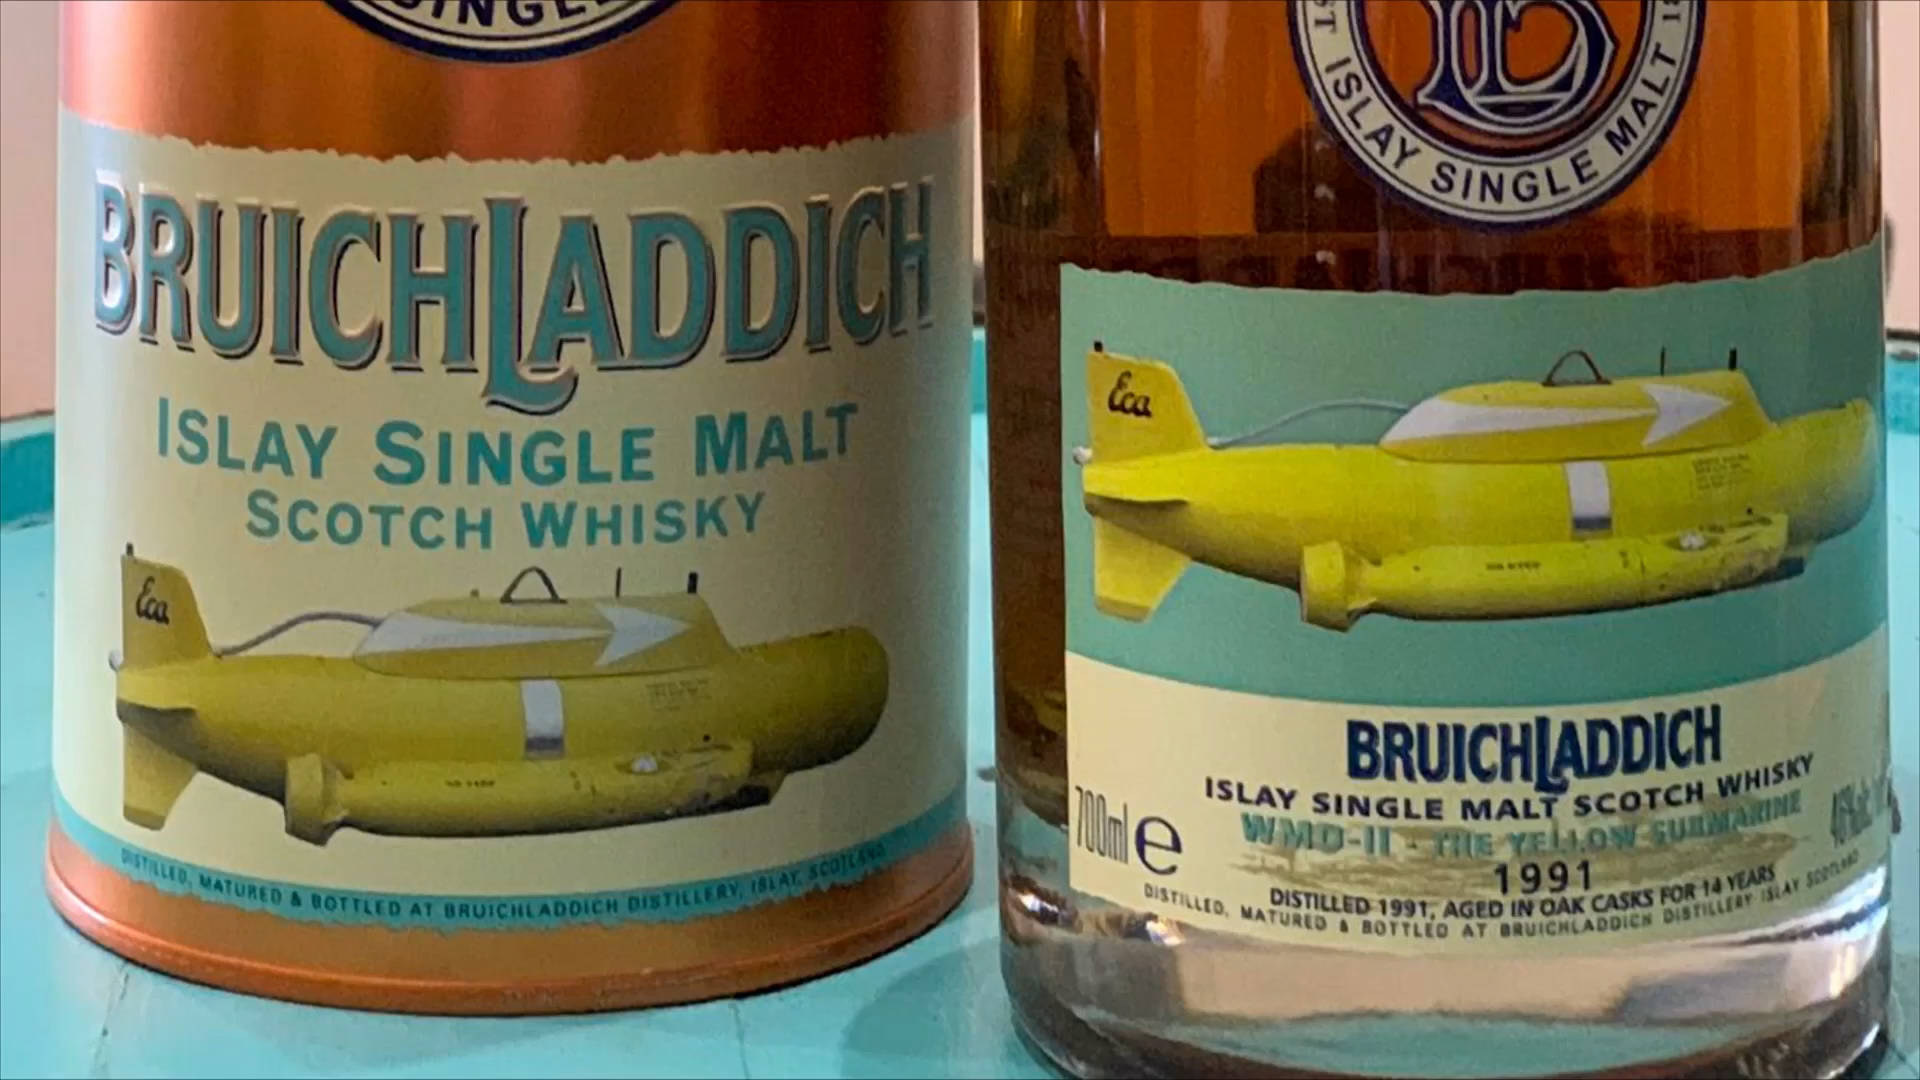 SINGLE
BRUICHLADDICH
ISLAY SINGLE MALT
SCOTCH WHISKY
Eca
DISTILLED, MATURED & BOTTLED AT BRUICHLADDICH DISTILLERY, ISLAY, SCOTLAND
ISLAY SINGLE MALT
Eca
BRUICHLADDICH
ISLAY SINGLE MALT SCOTCH WHISKY
WMD-II - THE YELLOW SUBMARINE
700ml e
1991
DISTILLED 1991, AGED IN OAK CASKS FOR 14 YEARS
DISTILLED, MATURED & BOTTLED AT BRUICHLADDICH DISTILLERY ISLAY SCOTLAND